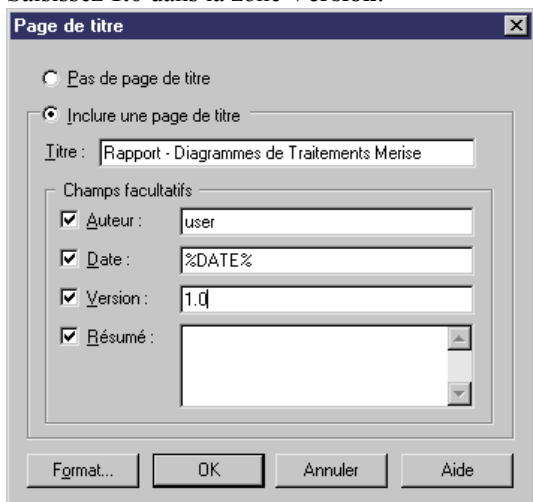 Saisissez 1.0 dans la zone Version.
Page de titre
Pas de page de titre
Inclure une page de titre
Titre : Rapport - Diagrammes de Traitements Merise
Champs facultatifs
Auteur : user
Date : %DATE%
Version : 1.0
Résumé :
Format... OK Annuler Aide